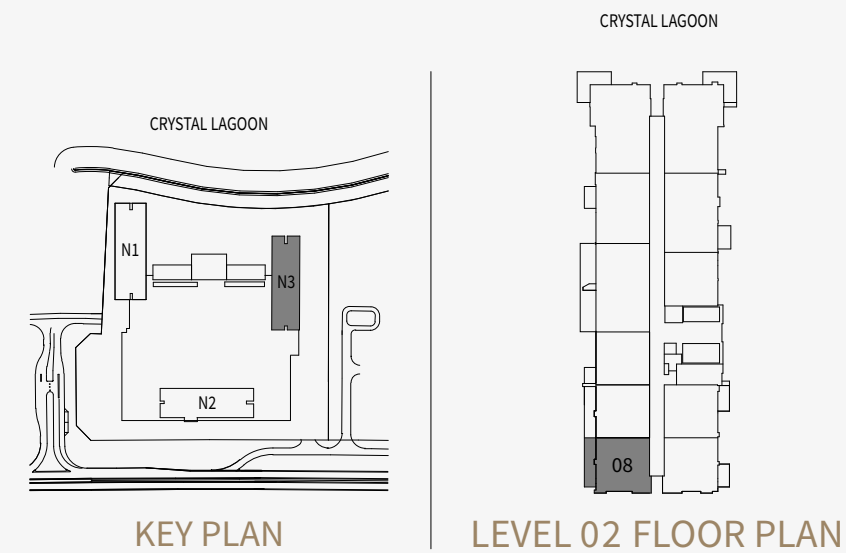 CRYSTAL LAGOON
N1
N3
N2
KEY PLAN
CRYSTAL LAGOON
08
LEVEL 02 FLOOR PLAN